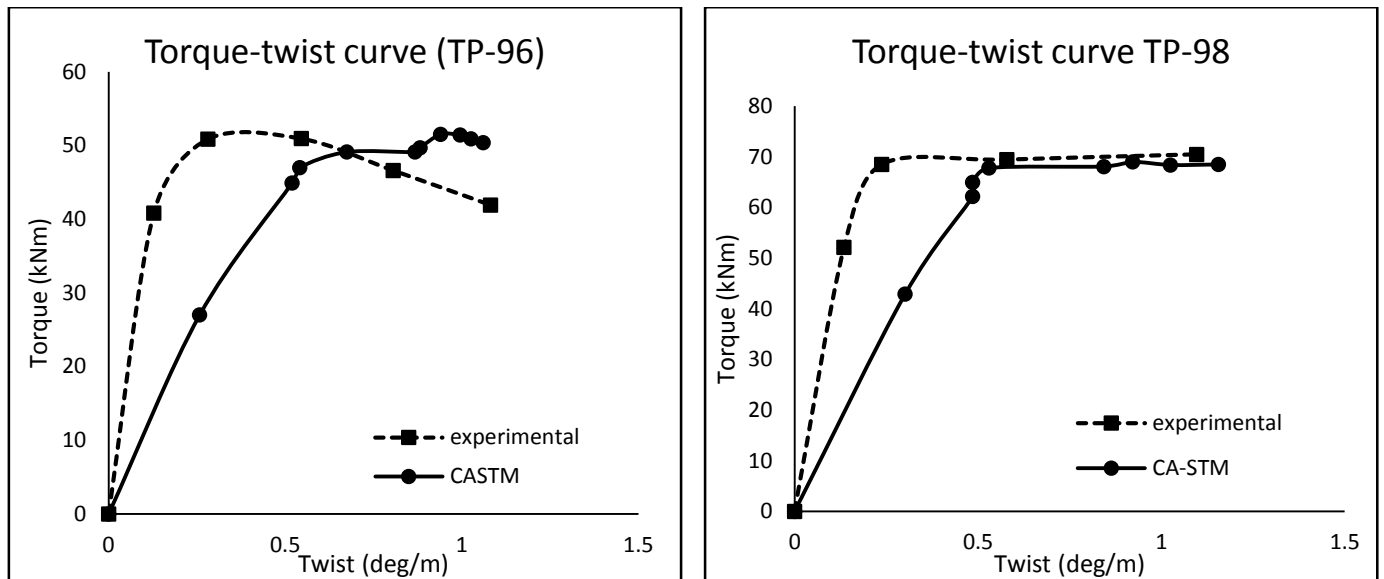 Torque-twist curve (TP-96)
60
50
40
30
20
10
0
Torque (kNm)
0
0.5
1
1.5
Twist (deg/m)
experimental
CASTM
Torque-twist curve TP-98
80
70
60
50
40
30
20
10
0
Torque (kNm)
0
0.5
1
1.5
Twist (deg/m)
experimental
CA-STM